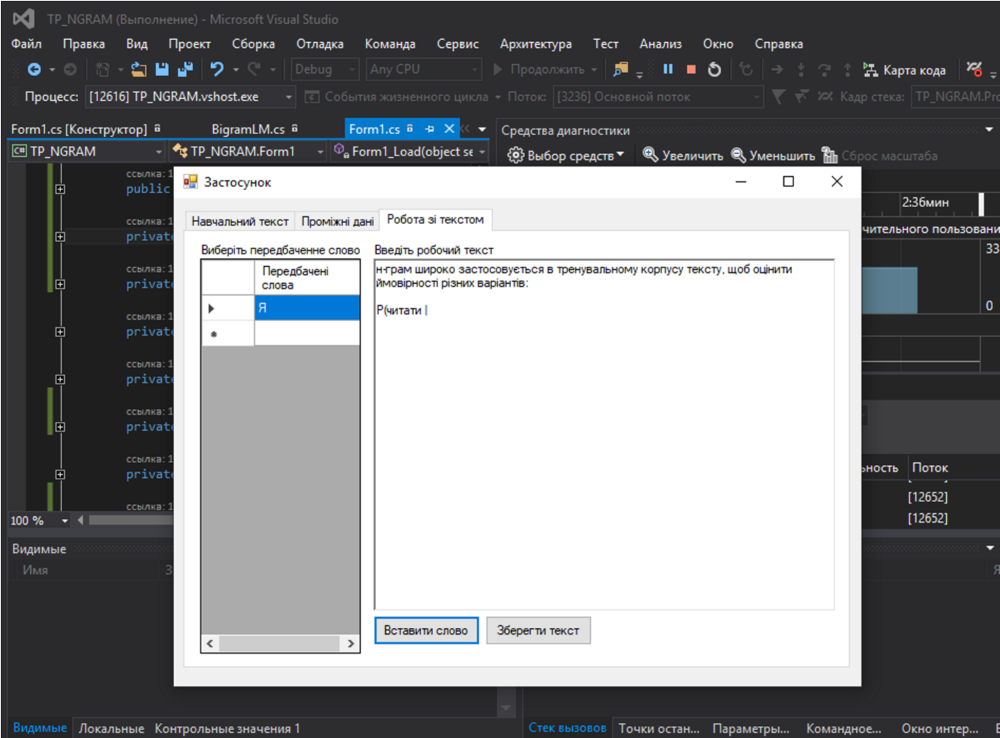 TP_NGRAM (Выполнение) - Microsoft Visual Studio
Файл Правка Вид Проект Сборка Отладка Команда Сервис Архитектура Тест Анализ Окно Справка
Debug Any CPU Продолжить Карта кода
Процесс: [12616] TP_NGRAM.vshost.exe События жизненного цикла Поток: [3236] Основной поток Кадр стека: TP_NGRAM.Pro
Form1.cs [Конструктор] BigramLM.cs Form1.cs
Средства диагностики
TP_NGRAM TP_NGRAM.Form1 Form1_Load(object se
Выбор средств Увеличить Уменьшить Сброс масштаба
ссылка: 1
public
ссылка: 1
private
ссылка: 1
private
ссылка: 1
private
ссылка: 1
private
ссылка: 1
private
ссылка: 1
private
ссылка: 1
100 %
Застосунок
Навчальний текст Проміжні дані Робота зі текстом
Виберіть передбаченне слово
Передбачені
слова
Я
Введіть робочий текст
н-грам широко застосовується в тренувальному корпусу тексту, щоб оцінити
ймовірності різних варіантів:
P(читати |
Вставити слово Зберегти текст
2:36мин
чительного пользовани
33
0
ьность Поток
[12652]
[12652]
Видимые
Имя З
Я
Видимые Локальные Контрольные значения 1
Стек вызовов Точки остан... Параметры... Командное... Окно интер...